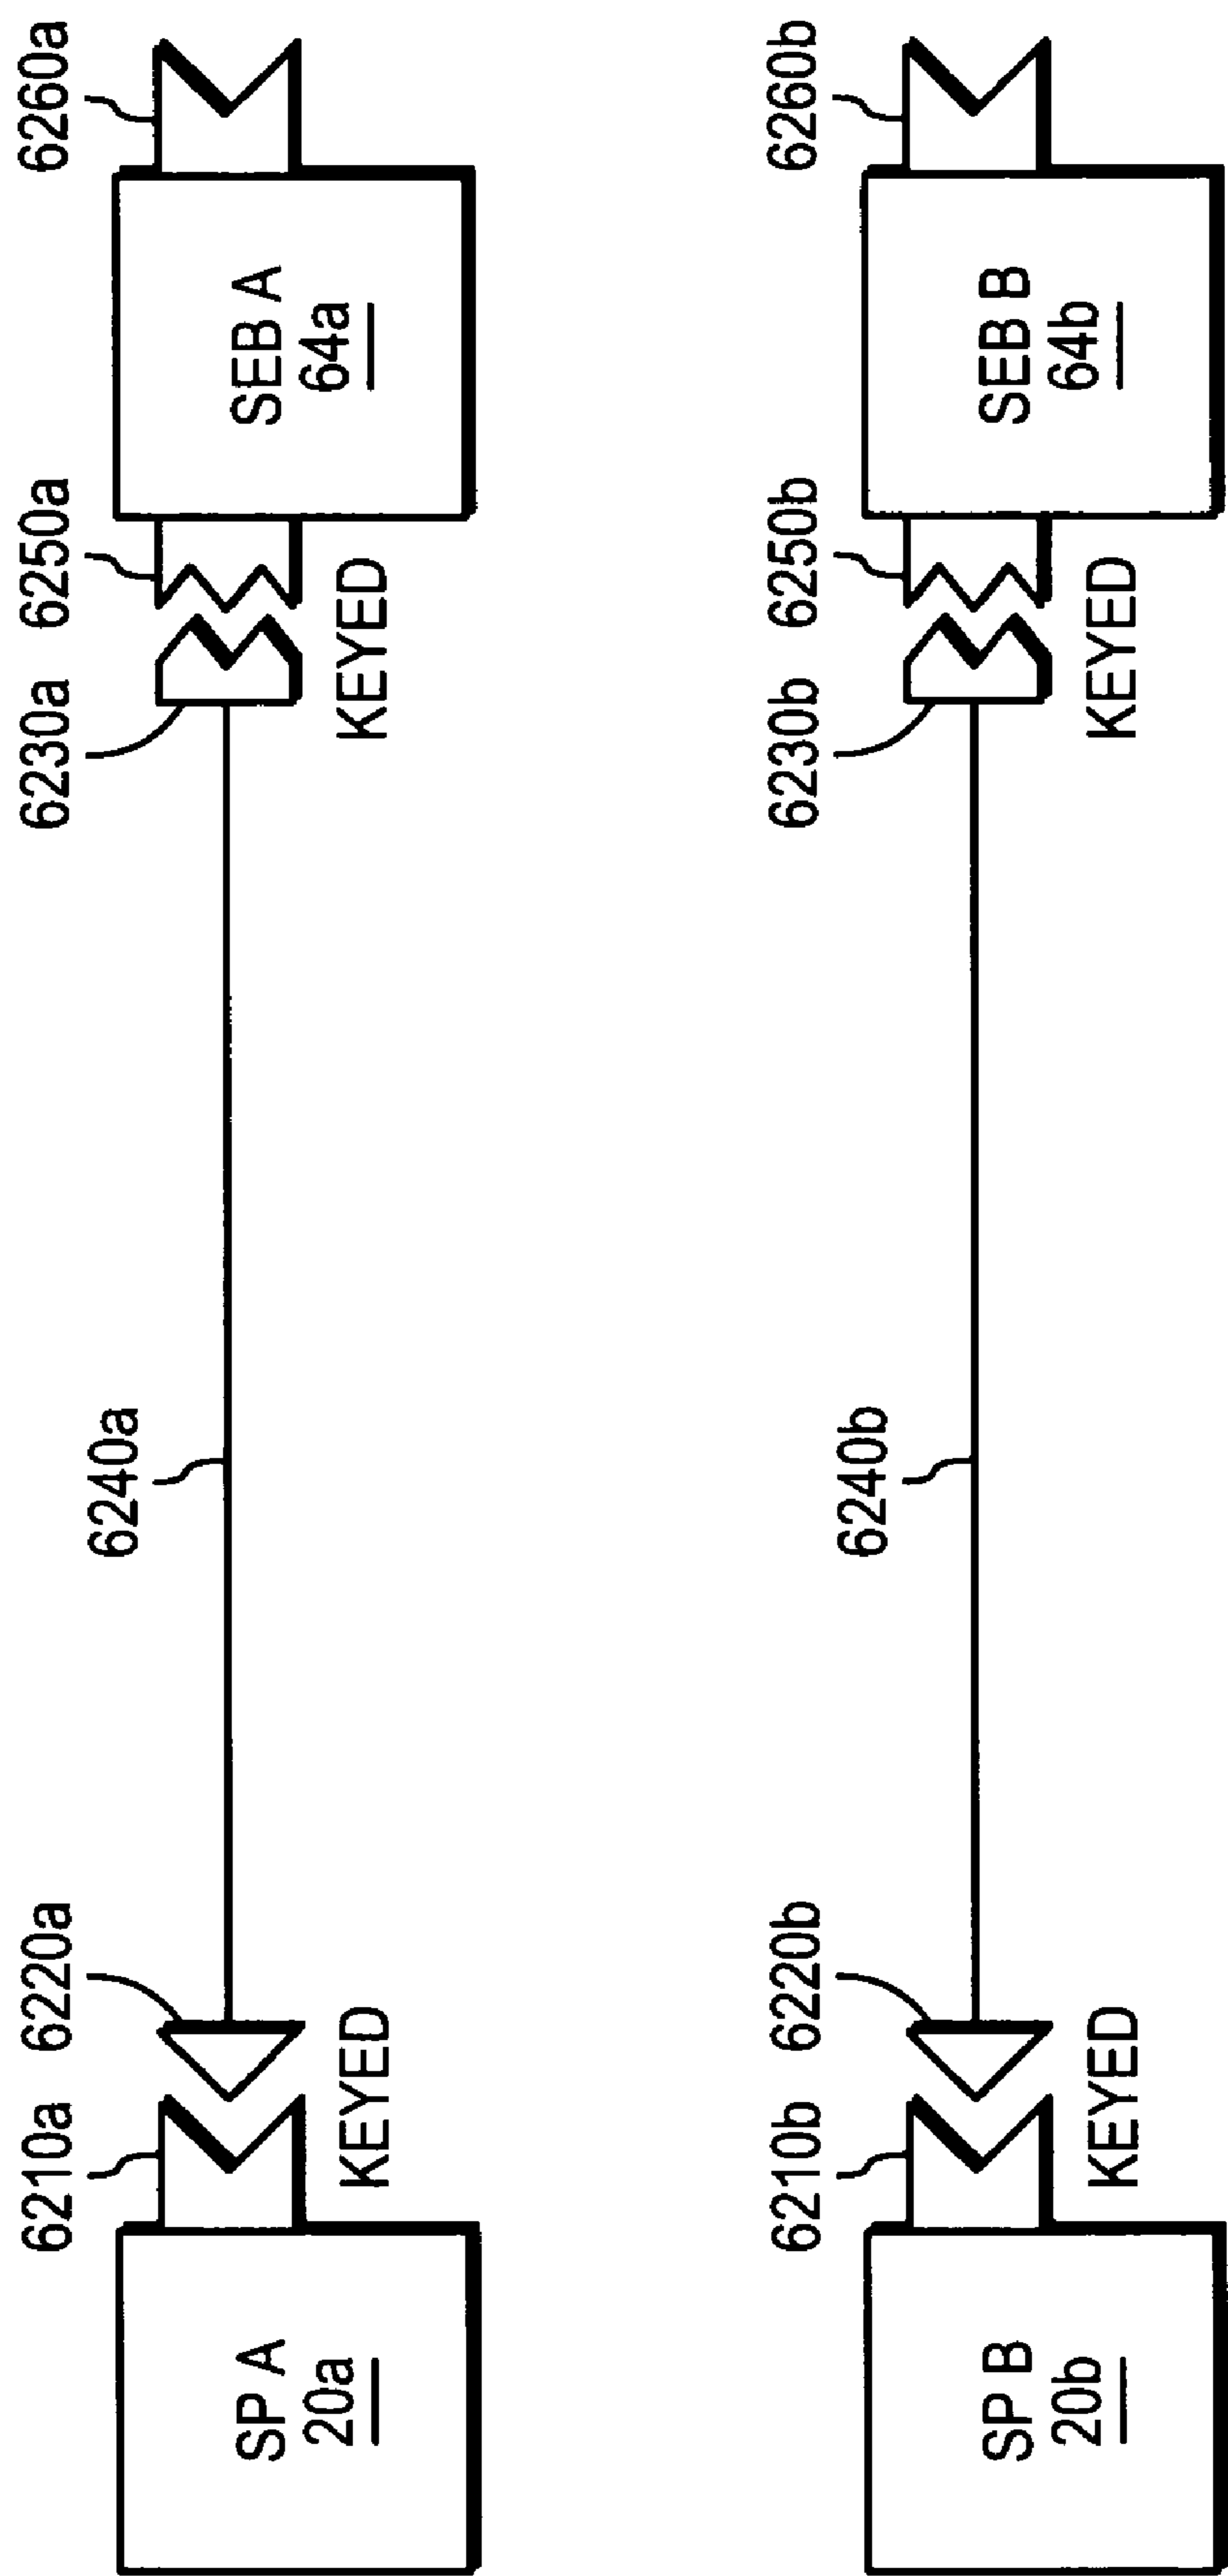 6210a
6220a
6240a
6230a
6250a
6260a
SP A
20a
KEYED
KEYED
SEB A
64a
6210b
6220b
6240b
6230b
6250b
6260b
SP B
20b
KEYED
KEYED
SEB B
64b